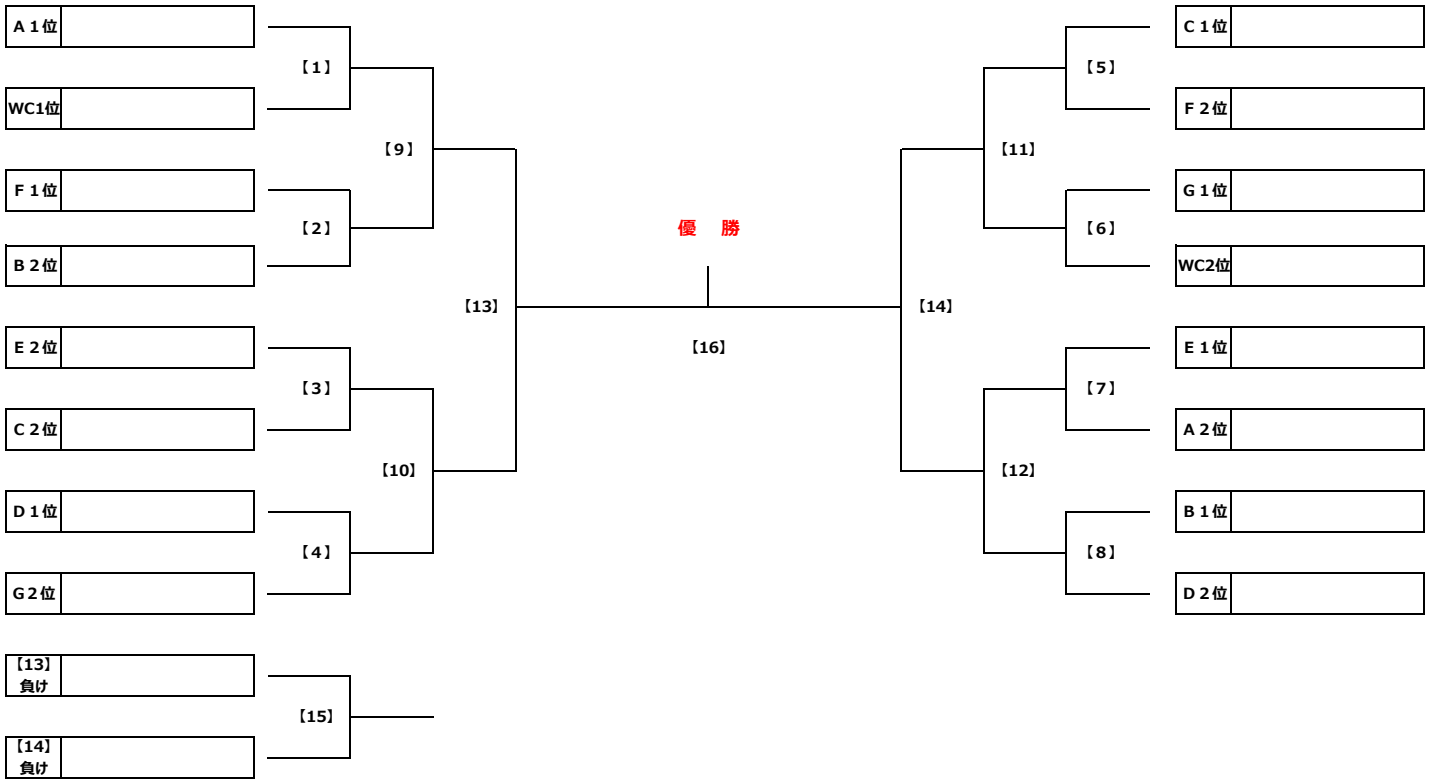 A１位
【1】
WC1位
【9】
F１位
【2】
B２位
【13】
E２位
【3】
C２位
【10】
D１位
【4】
G２位
【13】
負け
【15】
【14】
負け
優　勝
【16】
C１位
【5】
F２位
【11】
G１位
【6】
WC2位
【14】
E１位
【7】
A２位
【12】
B１位
【8】
D２位